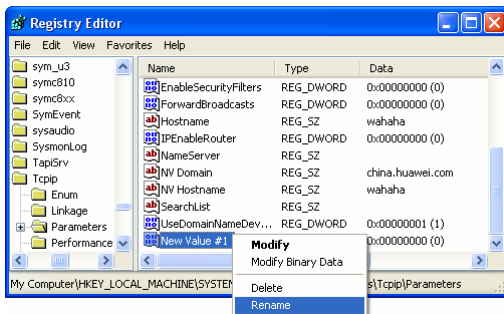 Registry Editor
File Edit View Favorites Help
sym_u3
symc810
symc8xx
SymEvent
sysaudio
SysmonLog
TapiSrv
Tcpip
Enum
Linkage
Parameters
Performance
Name Type Data
EnableSecurityFilters REG_DWORD 0x00000000 (0)
ForwardBroadcasts REG_DWORD 0x00000000 (0)
Hostname REG_SZ wahaha
IPEnableRouter REG_DWORD 0x00000000 (0)
NameServer REG_SZ
NV Domain REG_SZ china.huawei.com
NV Hostname REG_SZ wahaha
SearchList REG_SZ
UseDomainNameDev... REG_DWORD 0x00000001 (1)
New Value #1 0x00000000 (0)
Modify
Modify Binary Data
Delete
Rename
My Computer\HKEY_LOCAL_MACHINE\SYSTEM s\Tcpip\Parameters